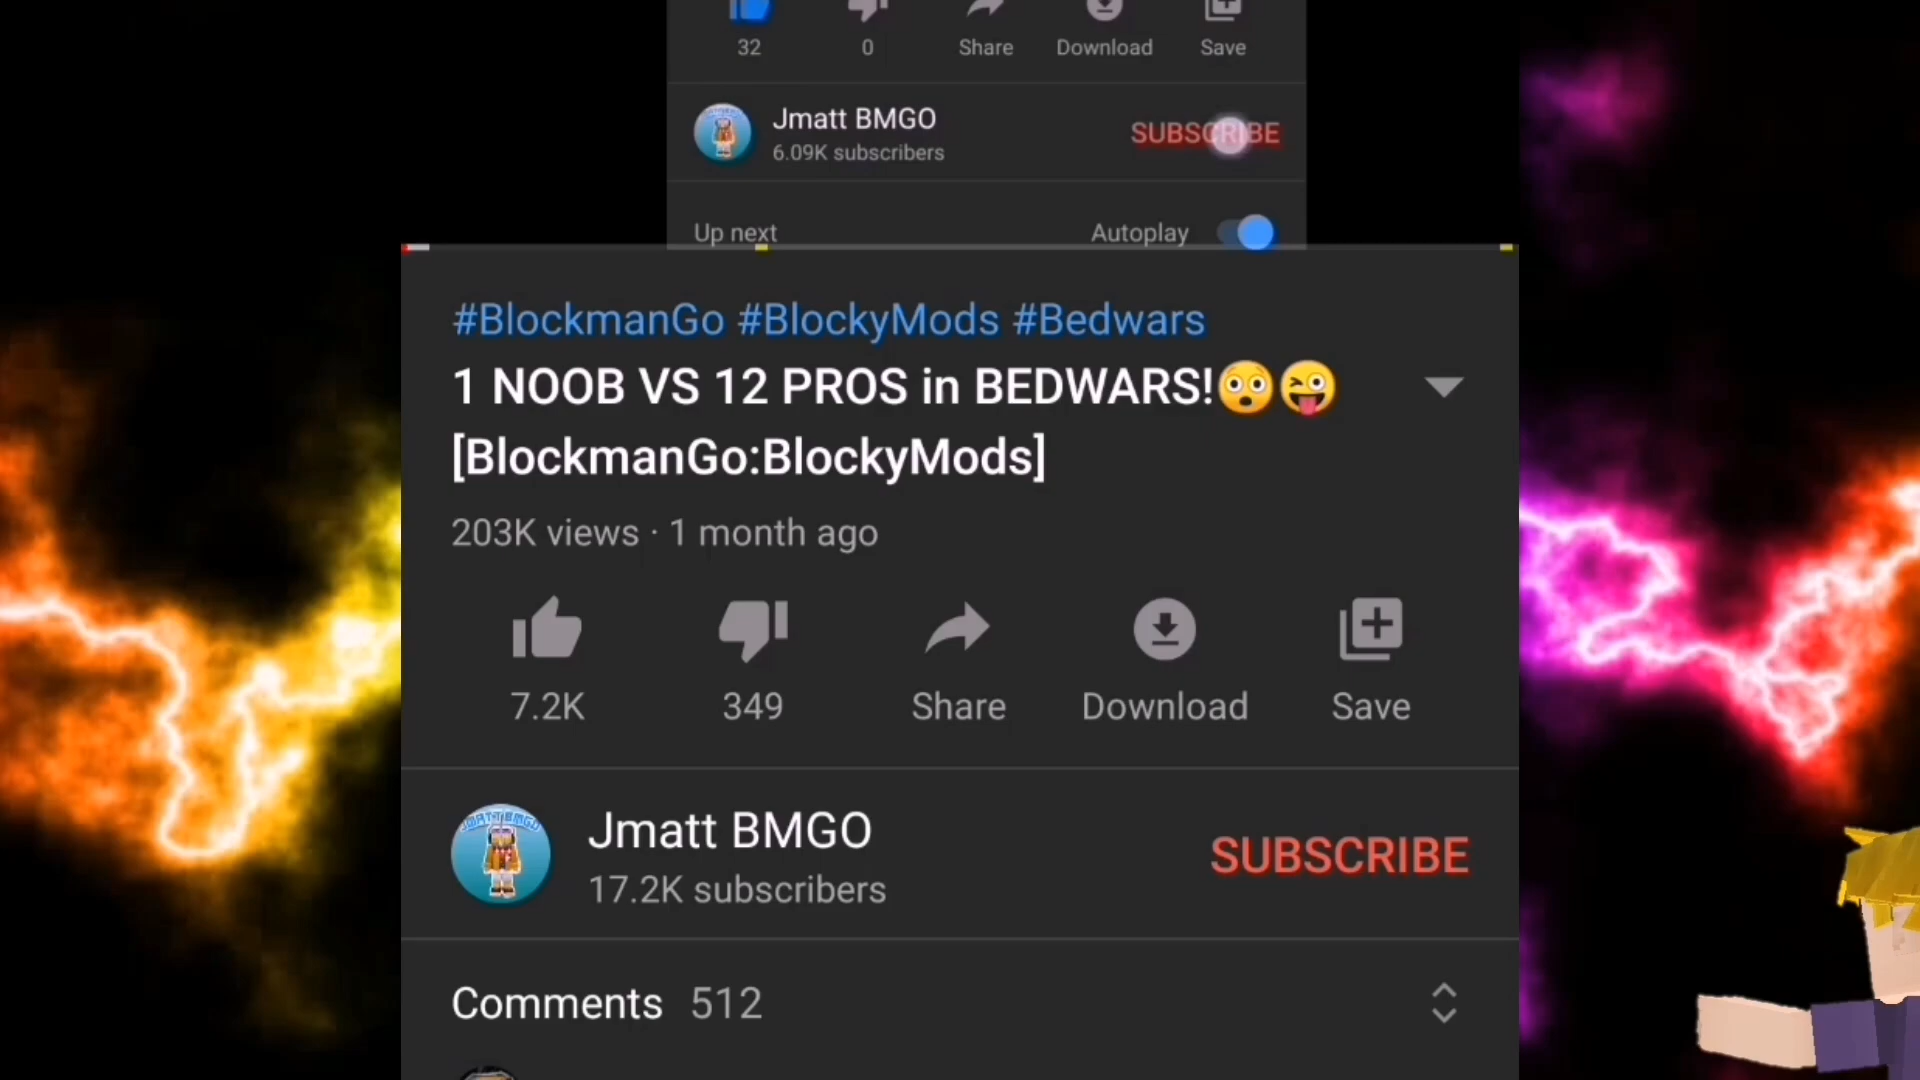 32 0 Share Download Save
Jmatt BMGO
6.09K subscribers
SUBSCRIBE
Up next Autoplay
#BlockmanGo #BlockyMods #Bedwars
1 NOOB VS 12 PROS in BEDWARS!😲😜
[BlockmanGo:BlockyMods]
203K views · 1 month ago
7.2K 349 Share Download Save
JMATT BMGO
Jmatt BMGO
17.2K subscribers
SUBSCRIBE
Comments 512